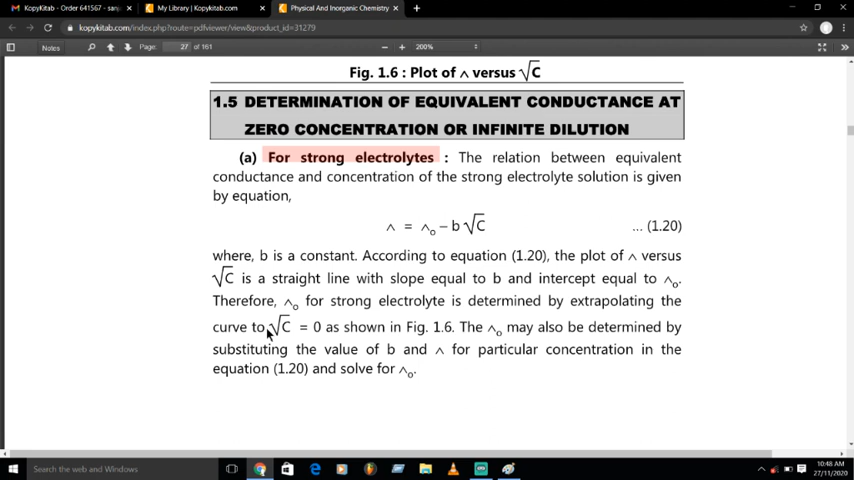 KopyKitab - Order 641567 - sanj
My Library | Kopykitab.com
Physical And Inorganic Chemistry
kopykitab.com/index.php?route=pdfviewer/view&product_id=31279
Notes
Page: 27 of 161
200%
Fig. 1.6 : Plot of ∧ versus √C
1.5 DETERMINATION OF EQUIVALENT CONDUCTANCE AT
ZERO CONCENTRATION OR INFINITE DILUTION
(a) For strong electrolytes : The relation between equivalent
conductance and concentration of the strong electrolyte solution is given
by equation,
∧ = ∧o – b √C ... (1.20)
where, b is a constant. According to equation (1.20), the plot of ∧ versus
√C is a straight line with slope equal to b and intercept equal to ∧o.
Therefore, ∧o for strong electrolyte is determined by extrapolating the
curve to √C = 0 as shown in Fig. 1.6. The ∧o may also be determined by
substituting the value of b and ∧ for particular concentration in the
equation (1.20) and solve for ∧o.
Search the web and Windows
10:48 AM
27/11/2020